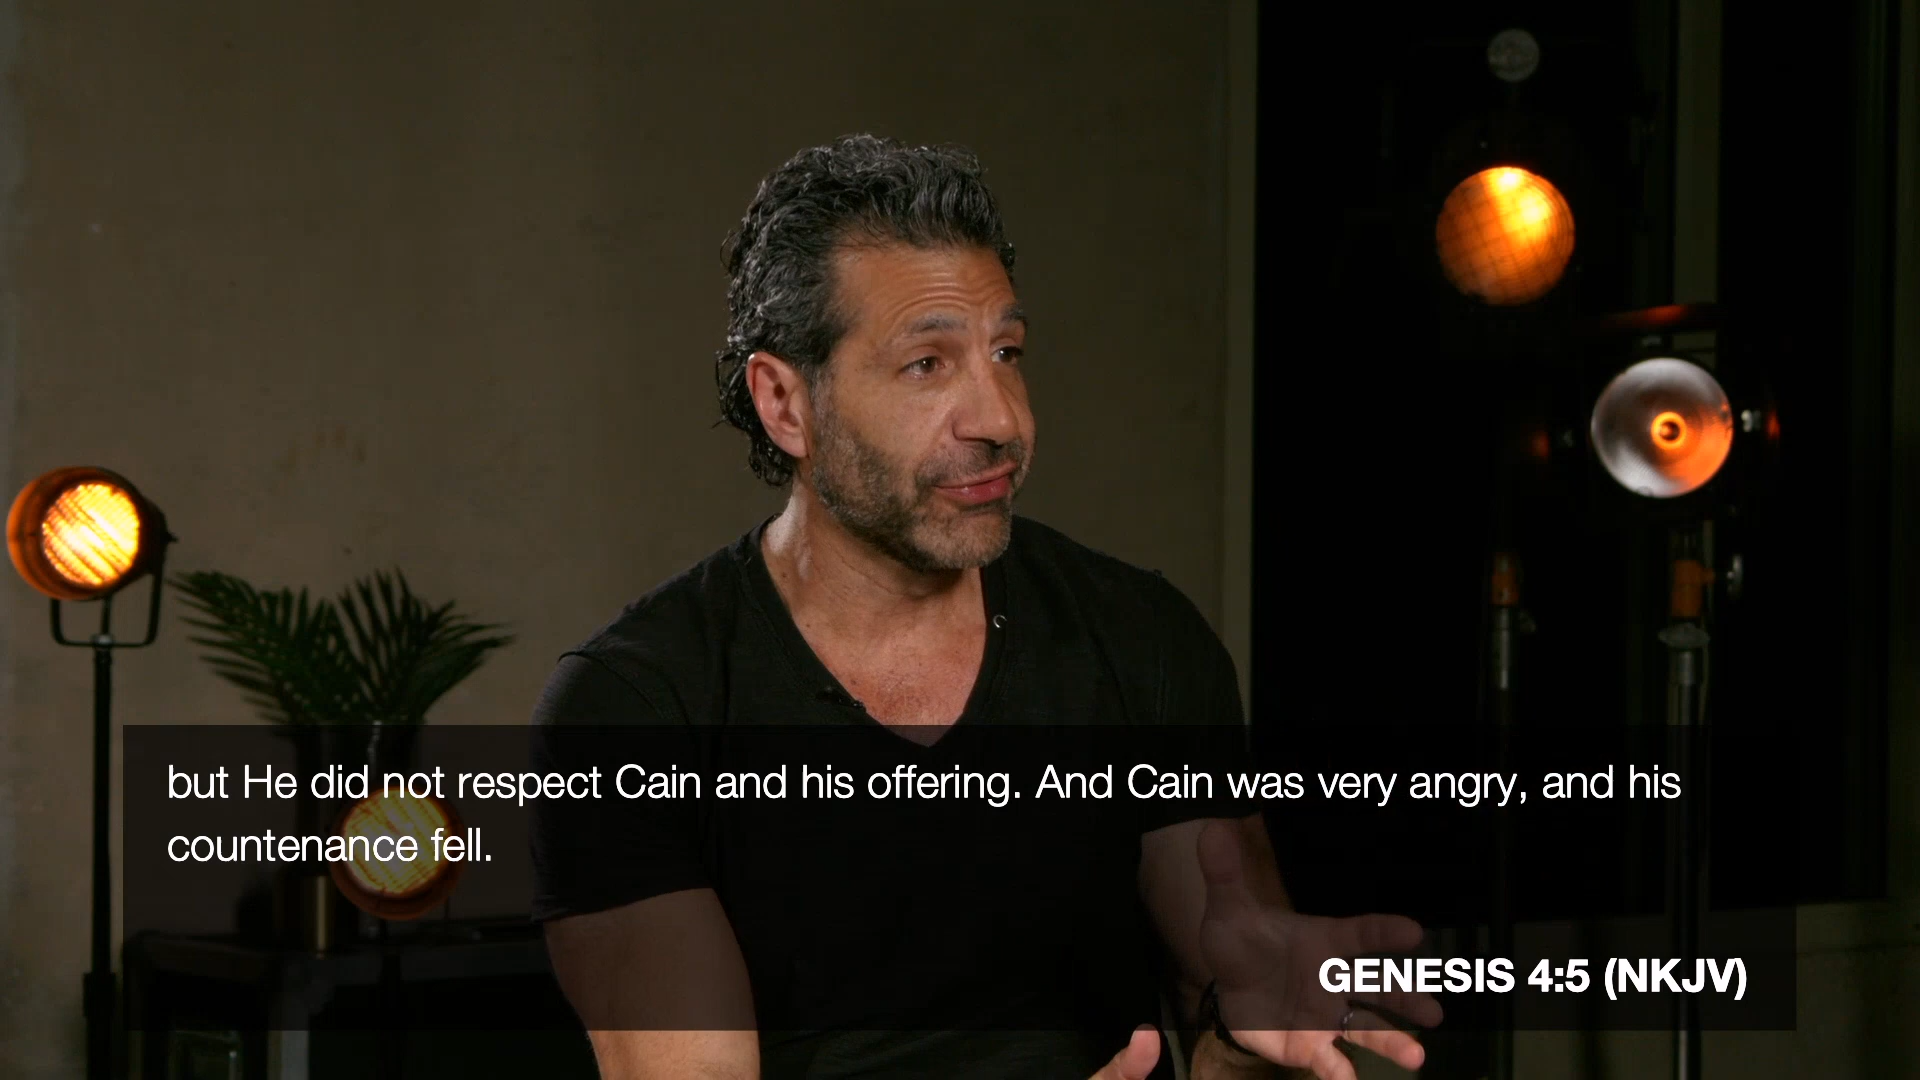 but He did not respect Cain and his offering. And Cain was very angry, and his
countenance fell.
GENESIS 4:5 (NKJV)